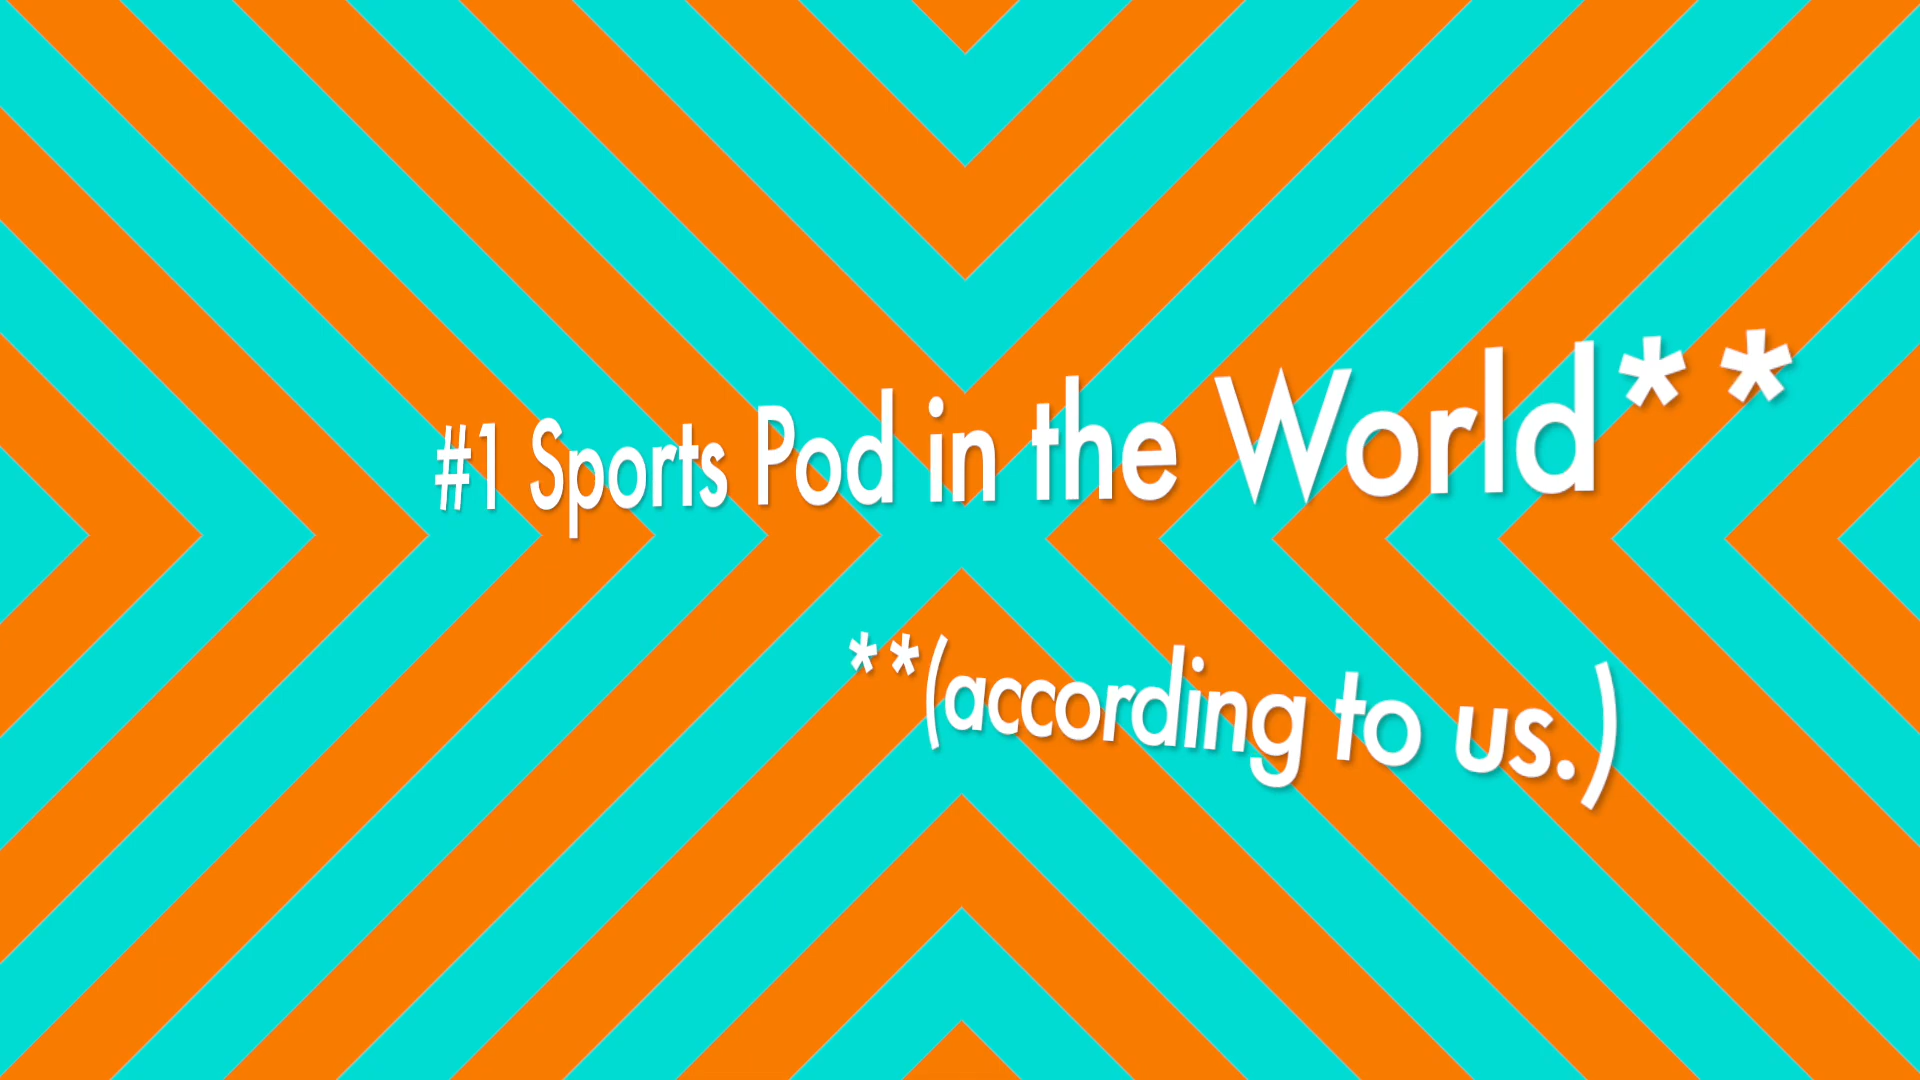 #1 Sports Pod in the World**
**(according to us.)